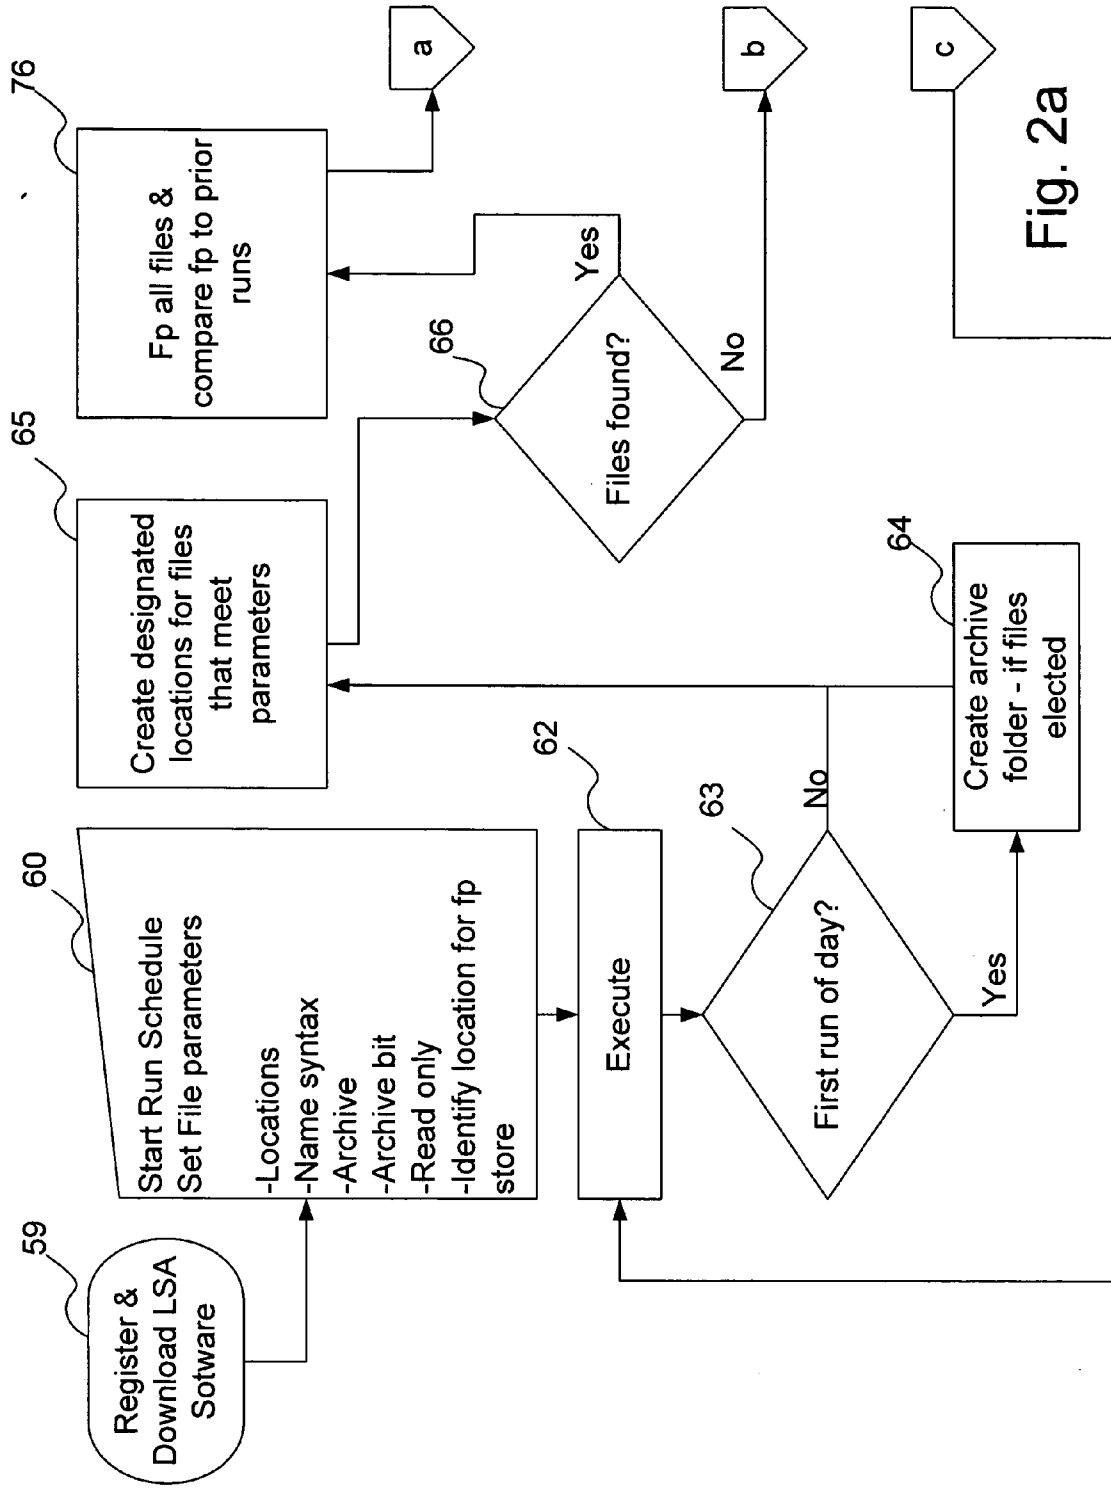 59
Register &
Download LSA
Sotware
60
Start Run Schedule
Set File parameters
-Locations
-Name syntax
-Archive
-Archive bit
-Read only
-Identify location for fp
store
62
Execute
63
First run of day?
No
Yes
64
Create archive
folder - if files
elected
65
Create designated
locations for files
that meet
parameters
66
Files found?
Yes
No
76
Fp all files &
compare fp to prior
runs
a
b
c
Fig. 2a